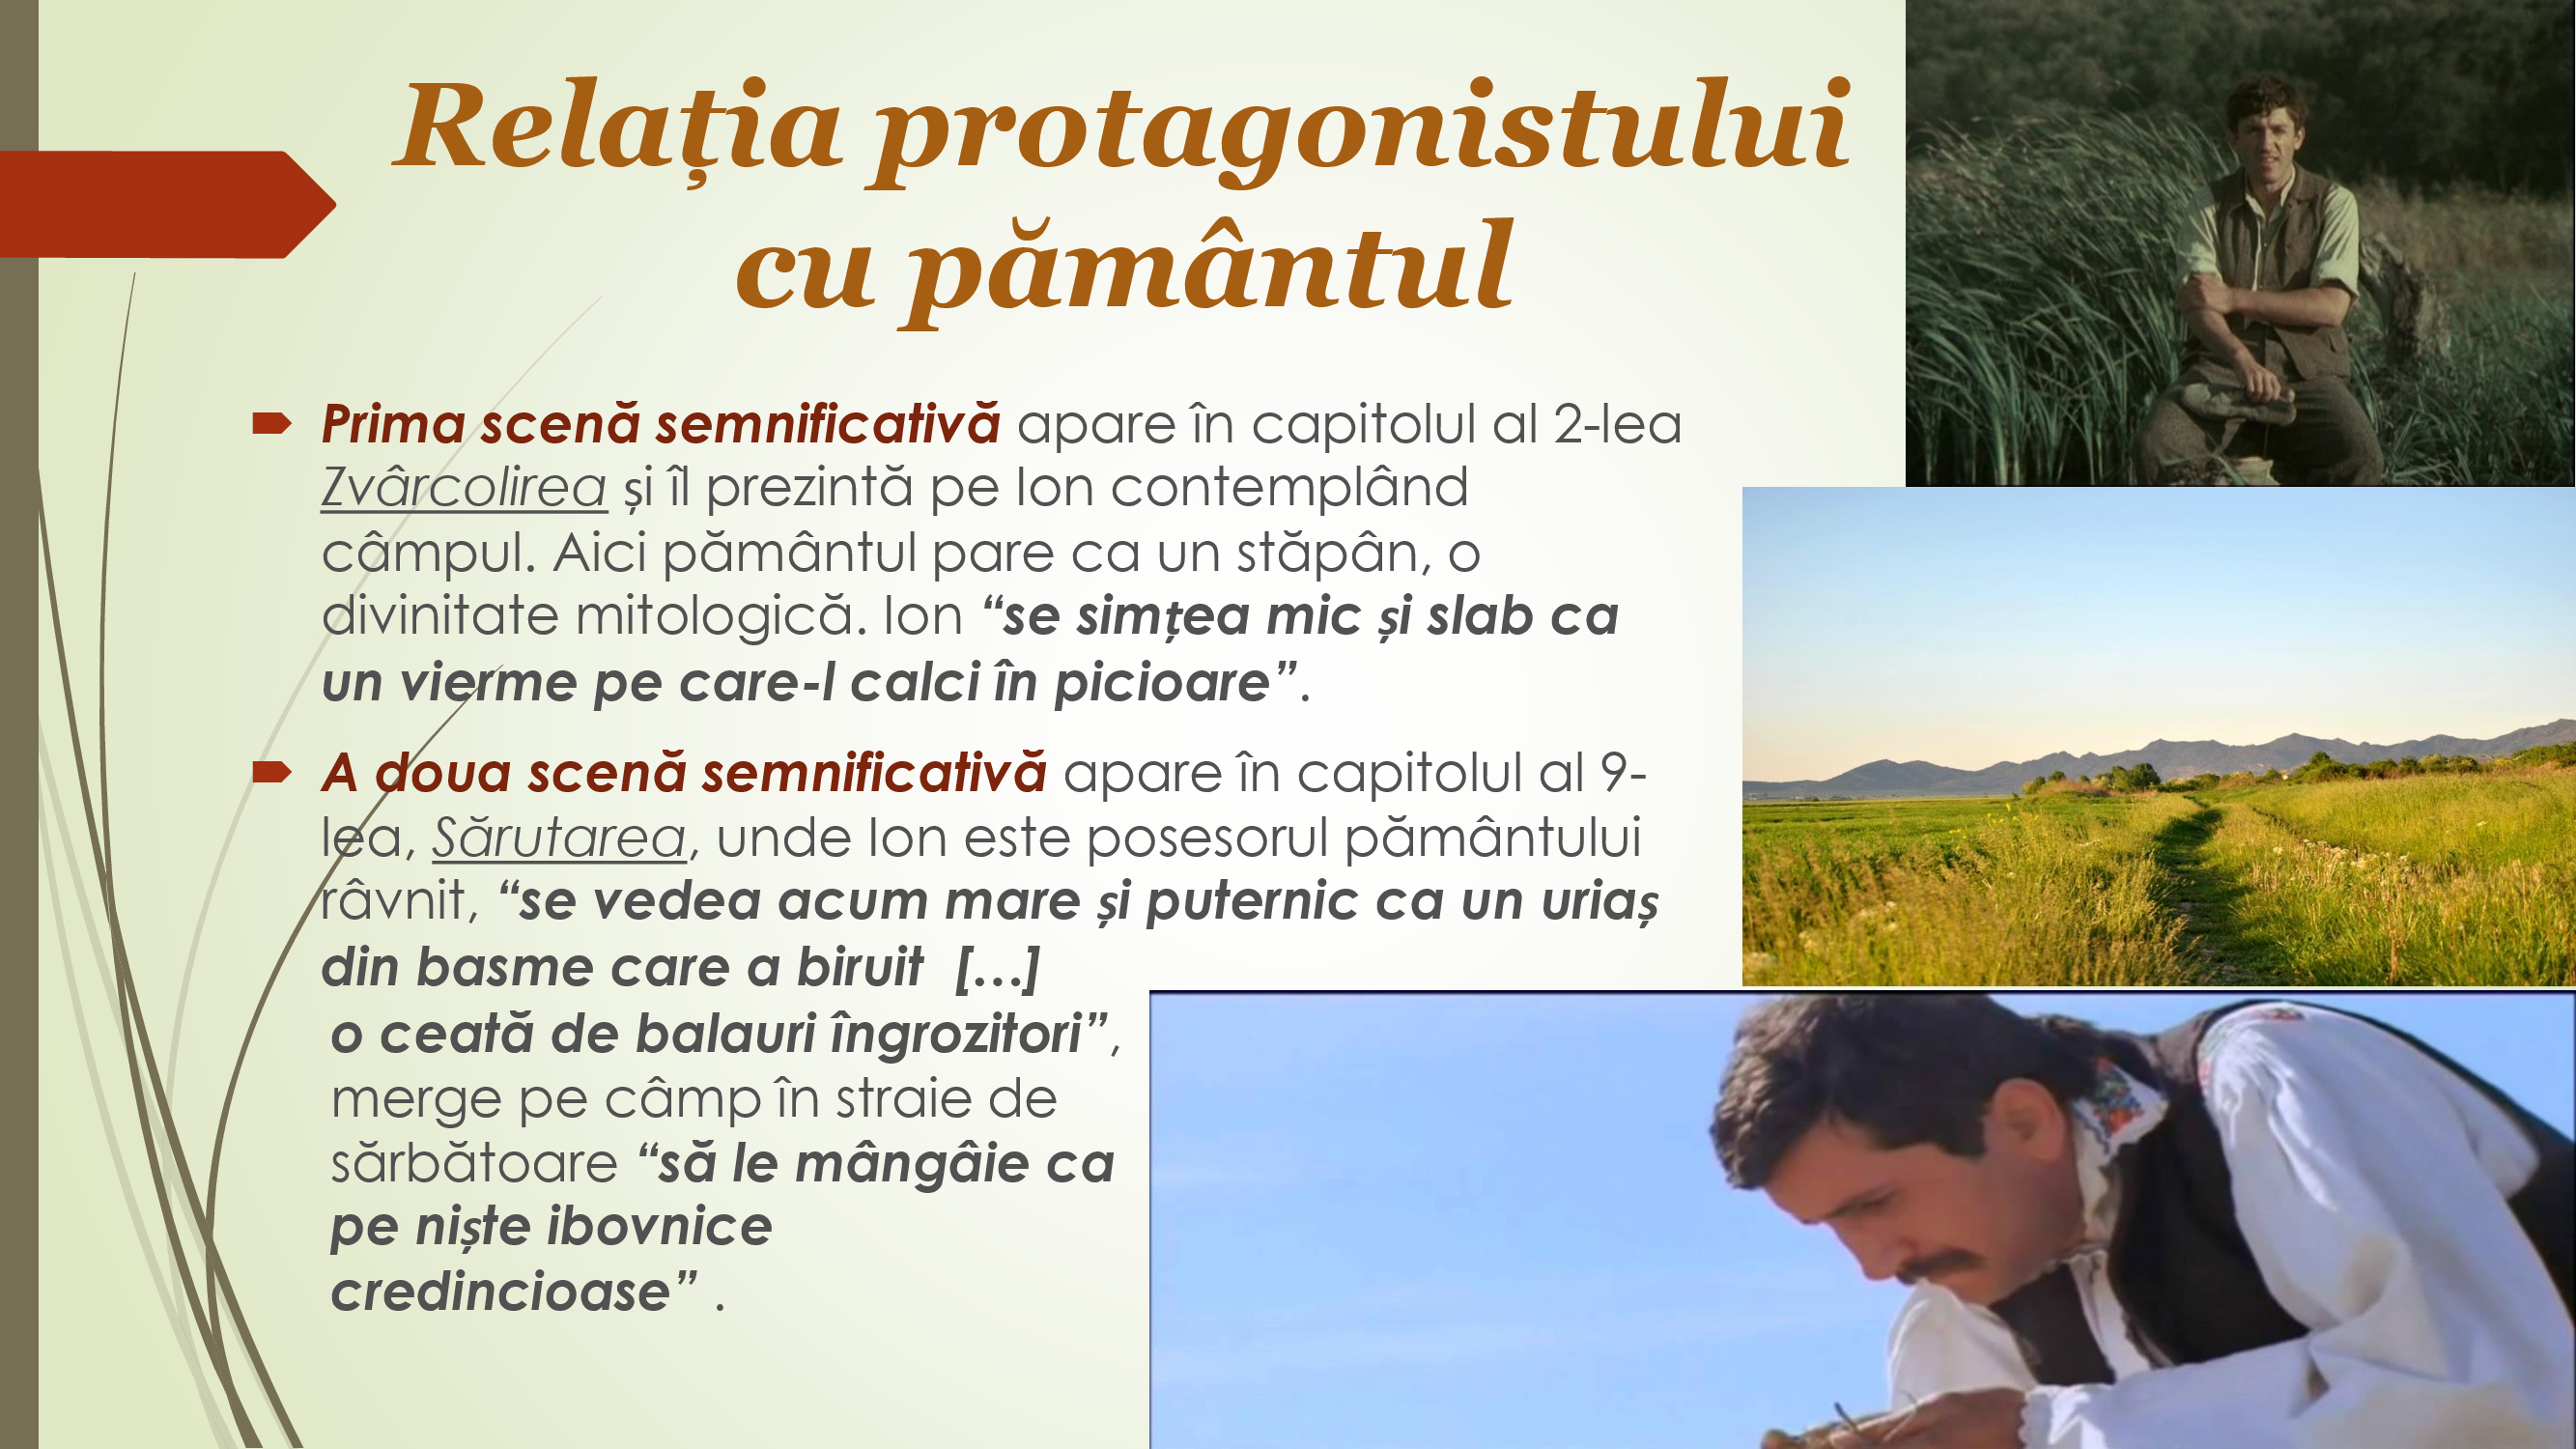 Relația protagonistului
cu pământul
Prima scenă semnificativă apare în capitolul al 2-lea
Zvârcolirea și îl prezintă pe Ion contemplând
câmpul. Aici pământul pare ca un stăpân, o
divinitate mitologică. Ion “se simțea mic și slab ca
un vierme pe care-l calci în picioare”.
A doua scenă semnificativă apare în capitolul al 9-
lea, Sărutarea, unde Ion este posesorul pământului
râvnit, “se vedea acum mare și puternic ca un uriaș
din basme care a biruit  […]
o ceată de balauri îngrozitori”,
merge pe câmp în straie de
sărbătoare “să le mângâie ca
pe niște ibovnice
credincioase” .